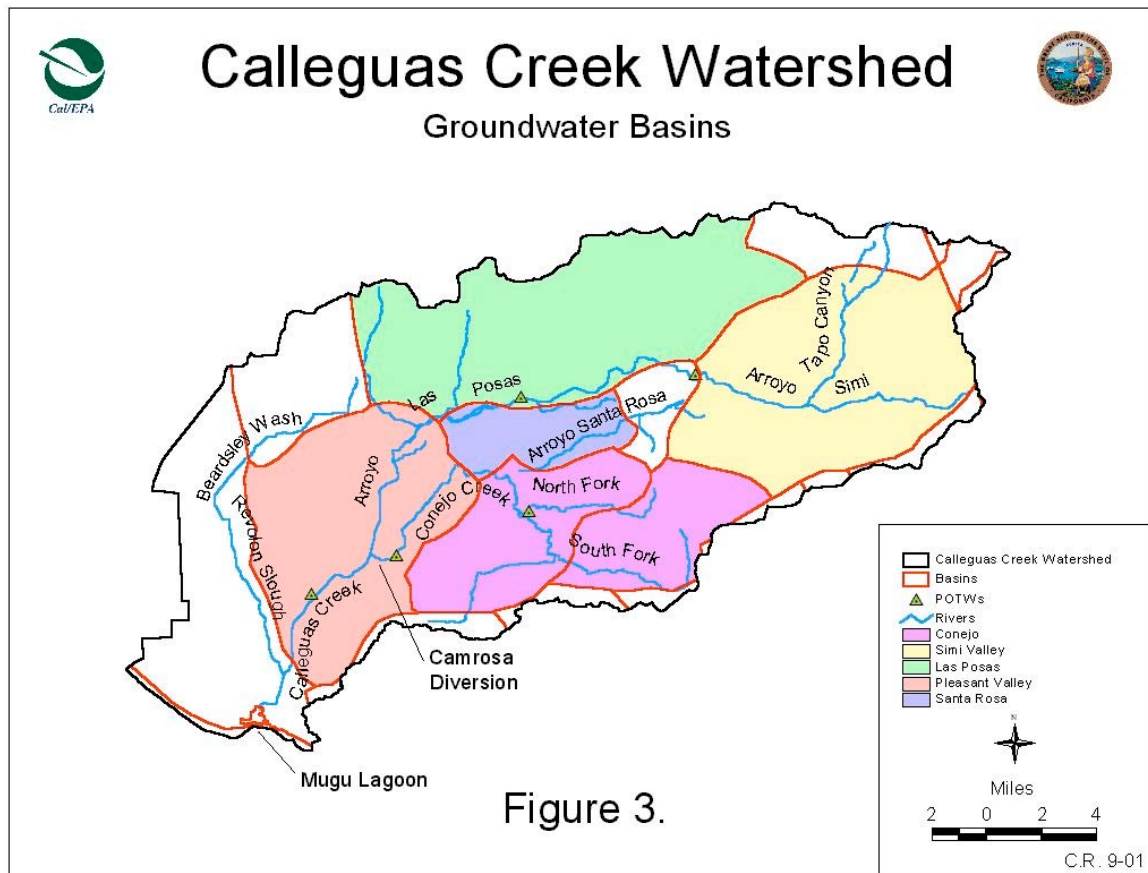 Calleguas Creek Watershed
Groundwater Basins
Cal/EPA
Tapo Canyon
Arroyo
Simi
Las
Posas
Arroyo Santa Rosa
Beardsley Wash
Arroyo
Conejo Creek
North Fork
South Fork
Revolon Slough
Calleguas Creek
Camrosa
Diversion
Mugu Lagoon
Figure 3.
Calleguas Creek Watershed
Basins
POTWs
Rivers
Conejo
Simi Valley
Las Posas
Pleasant Valley
Santa Rosa
N
Miles
2 0 2 4
C.R. 9-01